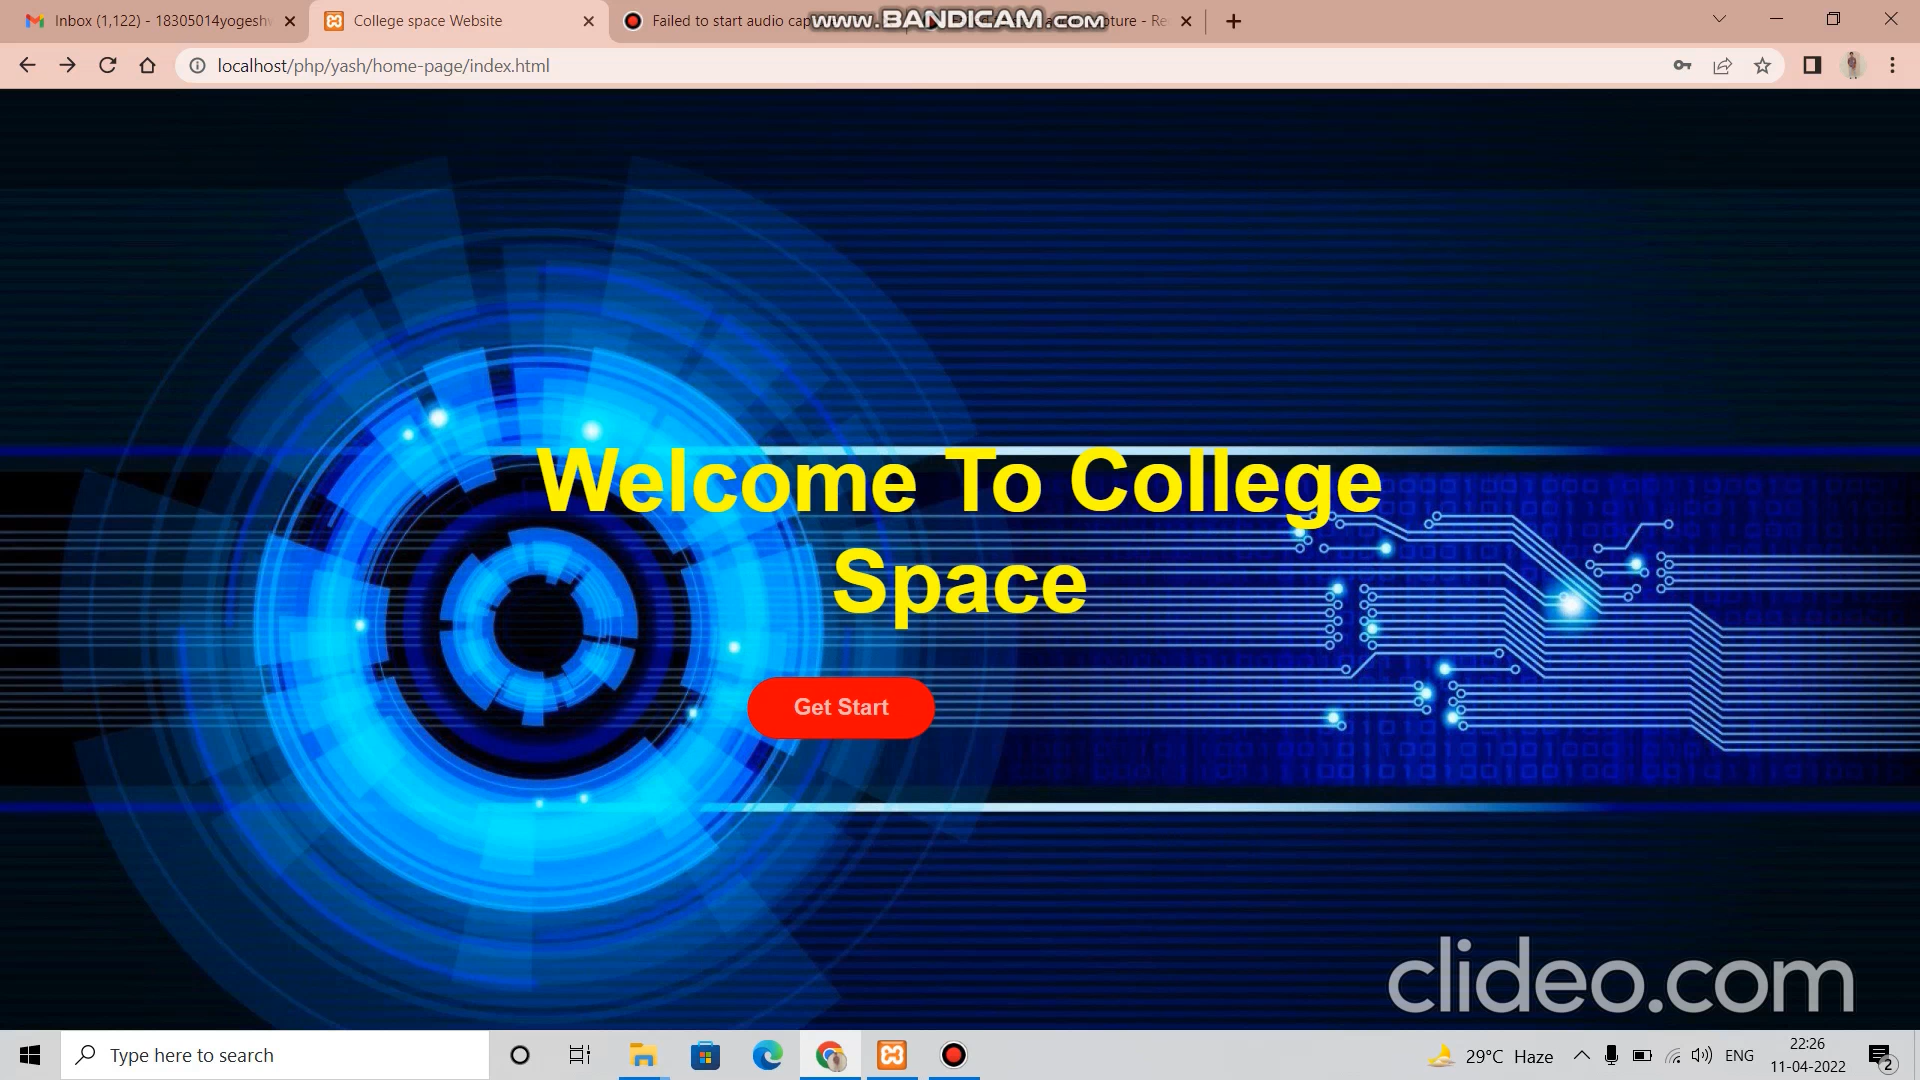 Inbox (1,122) - 18305014yogeshw
College space Website
Failed to start audio cap
www.BANDICAM.com
pture - Re
localhost/php/yash/home-page/index.html
Welcome To College
Space
Get Start
clideo.com
Type here to search
29°C Haze
ENG
22:26
11-04-2022
2